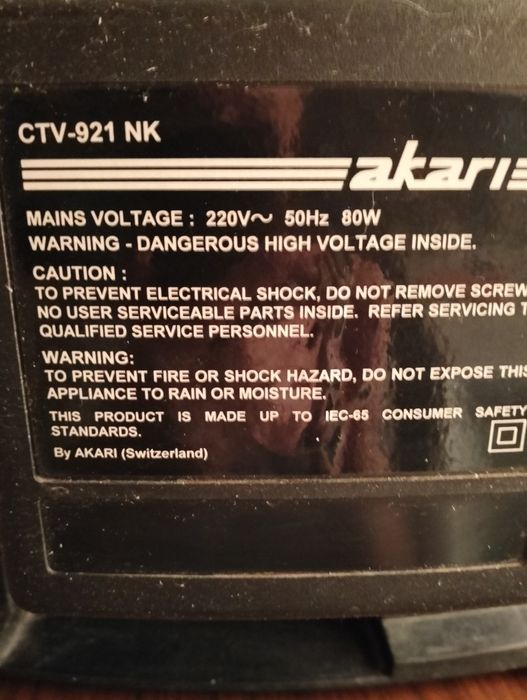 CTV-921 NK
akari
MAINS VOLTAGE : 220V~ 50Hz 80W
WARNING - DANGEROUS HIGH VOLTAGE INSIDE.
CAUTION :
TO PREVENT ELECTRICAL SHOCK, DO NOT REMOVE SCREW
NO USER SERVICEABLE PARTS INSIDE. REFER SERVICING T
QUALIFIED SERVICE PERSONNEL.
WARNING:
TO PREVENT FIRE OR SHOCK HAZARD, DO NOT EXPOSE THIS
APPLIANCE TO RAIN OR MOISTURE.
THIS PRODUCT IS MADE UP TO IEC-65 CONSUMER SAFETY
STANDARDS.
By AKARI (Switzerland)